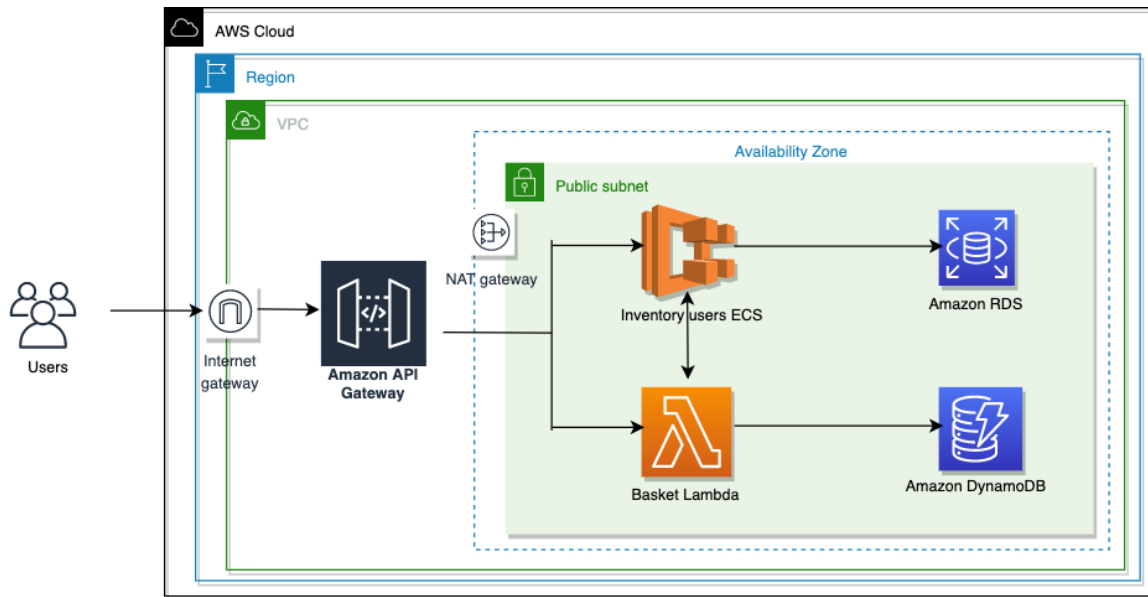 AWS Cloud
Region
VPC
Availability Zone
Public subnet
NAT gateway
Inventory users ECS
Amazon RDS
Users
Internet
gateway
Amazon API
Gateway
Basket Lambda
Amazon DynamoDB